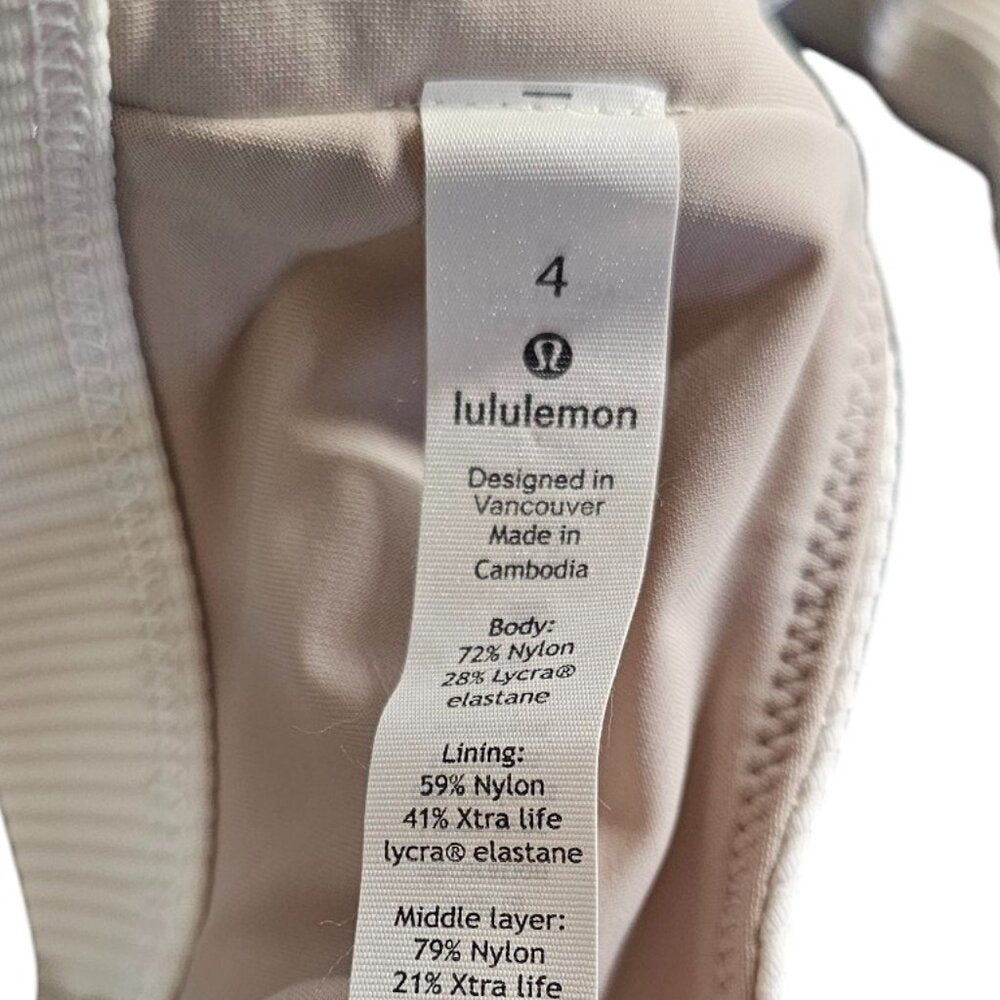 4
lululemon
Designed in
Vancouver
Made in
Cambodia
Body:
72% Nylon
28% Lycra®
elastane
Lining:
59% Nylon
41% Xtra life
lycra® elastane
Middle layer:
79% Nylon
21% Xtra life